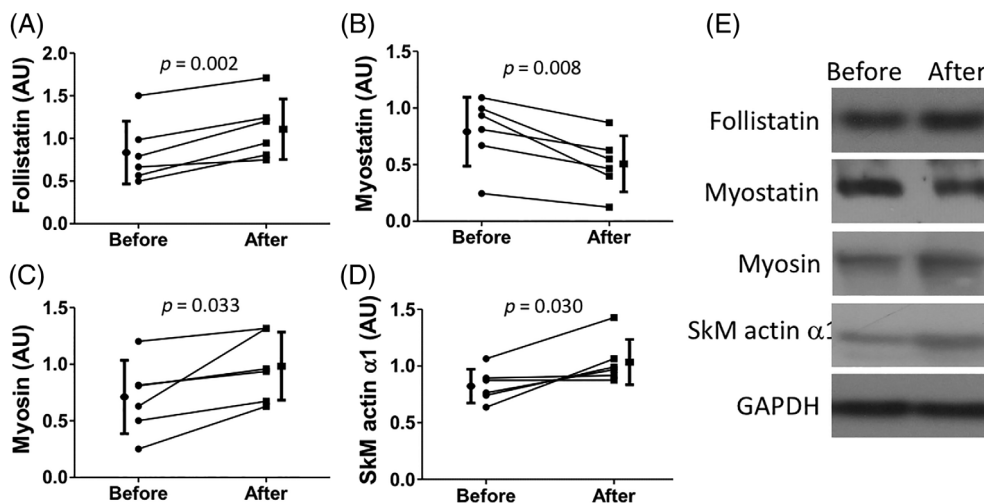 (A)
Follistatin (AU)
2.0
1.5
1.0
0.5
0.0
p = 0.002
Before After
(B)
Myostatin (AU)
1.5
1.0
0.5
0.0
p = 0.008
Before After
(C)
Myosin (AU)
1.5
1.0
0.5
0.0
p = 0.033
Before After
(D)
SkM actin α1 (AU)
1.5
1.0
0.5
0.0
p = 0.030
Before After
(E)
Before After
Follistatin
Myostatin
Myosin
SkM actin α1
GAPDH